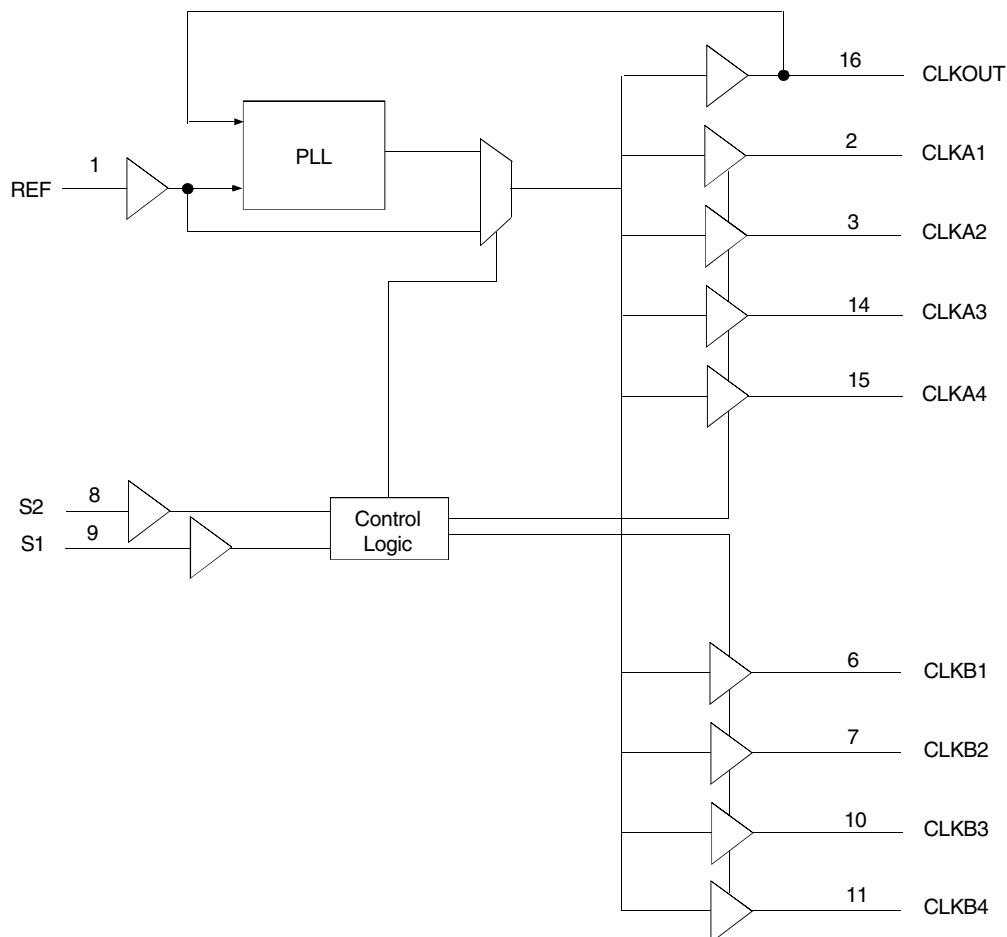 16 CLKOUT
PLL
1
REF
2 CLKA1
3 CLKA2
14 CLKA3
15 CLKA4
S2 8
S1 9
Control
Logic
6 CLKB1
7 CLKB2
10 CLKB3
11 CLKB4